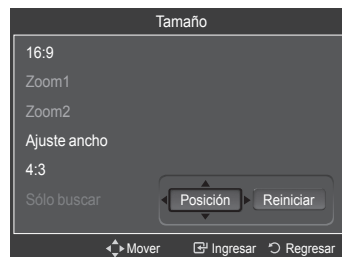 Tamaño
16:9
Zoom1
Zoom2
Ajuste ancho
4:3
Sólo buscar
Posición Reiniciar
Mover Ingresar Regresar